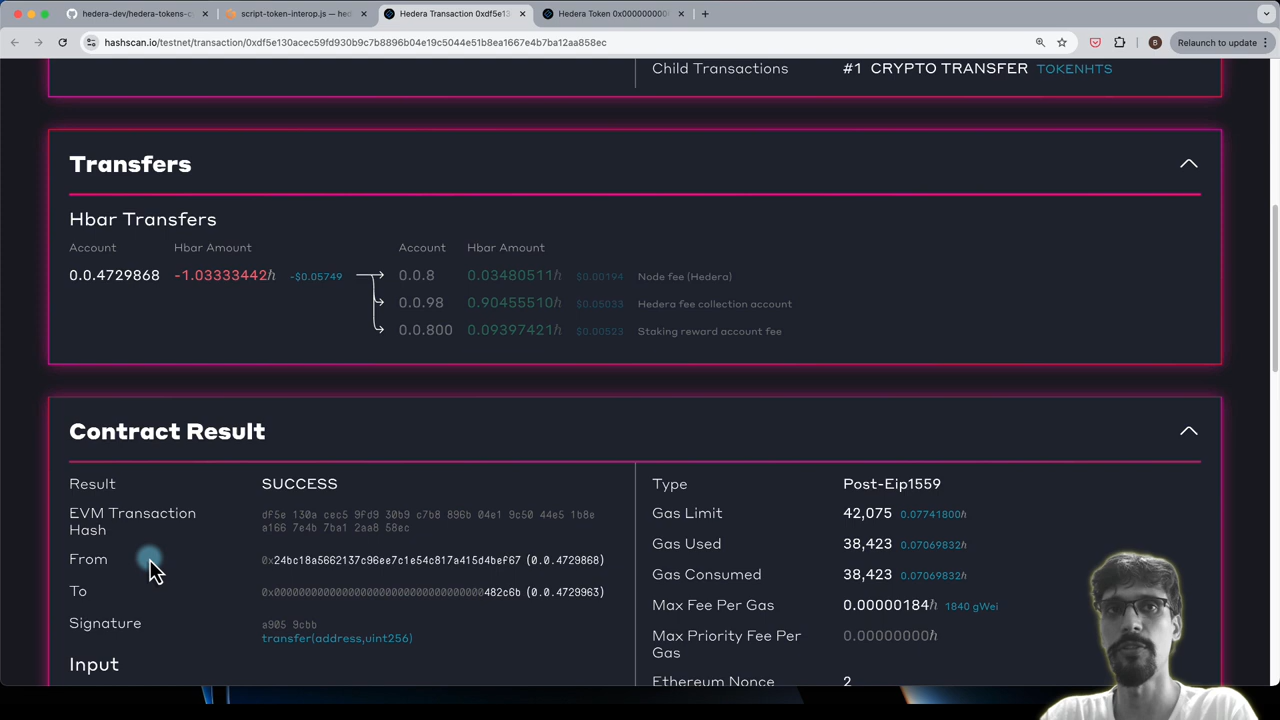 hedera-dev/hedera-tokens-c
script-token-interop.js — hed
Hedera Transaction 0xdf5e13
Hedera Token 0x000000000
hashscan.io/testnet/transaction/0xdf5e130acec59fd930b9c7b8896b04e19c5044e51b8ea1667e4b7ba12aa858ec
B
Relaunch to update
Child Transactions
#1 CRYPTO TRANSFER TOKENHTS
Transfers
Hbar Transfers
Account Hbar Amount Account Hbar Amount
0.0.4729868 -1.03333442ℏ -$0.05749 0.0.8 0.03480511ℏ $0.00194 Node fee (Hedera)
0.0.98 0.90455510ℏ $0.05033 Hedera fee collection account
0.0.800 0.09397421ℏ $0.00523 Staking reward account fee
Contract Result
Result SUCCESS
EVM Transaction
Hash
df5e 130a cec5 9fd9 30b9 c7b8 896b 04e1 9c50 44e5 1b8e
a166 7e4b 7ba1 2aa8 58ec
From 0x24bc18a5662137c96ee7c1e54c817a415d4bef67 (0.0.4729868)
To 0x0000000000000000000000000000000000482c6b (0.0.4729963)
Signature a905 9cbb
transfer(address,uint256)
Input
Type Post-Eip1559
Gas Limit 42,075 0.07741800ℏ
Gas Used 38,423 0.07069832ℏ
Gas Consumed 38,423 0.07069832ℏ
Max Fee Per Gas 0.00000184ℏ 1840 gWei
Max Priority Fee Per
Gas
0.00000000ℏ
Ethereum Nonce 2